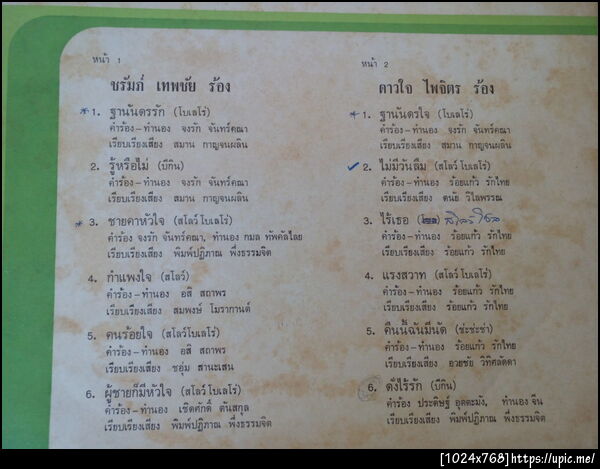 หน้า 1
ชรัมภ์ เทพชัย ร้อง
* 1. ฐานันดรรัก (โบเลโร่)
คำร้อง-ทำนอง จงรัก จันทร์คณา
เรียบเรียงเสียง สมาน กาญจนผลิน
2. รู้หรือไม่ (บีกิน)
คำร้อง-ทำนอง จงรัก จันทร์คณา
เรียบเรียงเสียง สมาน กาญจนผลิน
* 3. ชายคาหัวใจ (สโลว์โบเลโร่)
คำร้อง จงรัก จันทร์คณา, ทำนอง กมล ทัพคัลไลย
เรียบเรียงเสียง พิมพ์ปฏิภาณ พึ่งธรรมจิต
4. กำแพงใจ (สโลว์)
คำร้อง-ทำนอง อสิ สถาพร
เรียบเรียงเสียง สมพงษ์ โมรากานต์
5. คนร้อยใจ (สโลว์โบเลโร่)
คำร้อง-ทำนอง อสิ สถาพร
เรียบเรียงเสียง ชอุ่ม สานะเสน
6. ผู้ชายก็มีหัวใจ (สโลว์โบเลโร่)
คำร้อง-ทำนอง เชิดศักดิ์ ตันสกุล
เรียบเรียงเสียง พิมพ์ปฏิภาณ พึ่งธรรมจิต
หน้า 2
ดาวใจ ไพจิตร ร้อง
* 1. ฐานันดรใจ (โบเลโร่)
คำร้อง-ทำนอง จงรัก จันทร์คณา
เรียบเรียงเสียง สมาน กาญจนผลิน
✓ 2. ไม่มีวันลืม (สโลว์โบเลโร่)
คำร้อง-ทำนอง ร้อยแก้ว รักไทย
เรียบเรียงเสียง ดนัย วิไลพรรณ
3. ไร้เธอ
คำร้อง-ทำนอง ร้อยแก้ว รักไทย
เรียบเรียงเสียง ร้อยแก้ว รักไทย
4. แรงสวาท (สโลว์โบเลโร่)
คำร้อง-ทำนอง ร้อยแก้ว รักไทย
เรียบเรียงเสียง ร้อยแก้ว รักไทย
5. คืนนี้ฉันมีนัด (ช่ะช่ะช่า)
คำร้อง-ทำนอง ร้อยแก้ว รักไทย
เรียบเรียงเสียง อวยชัย วิทิศลัดดา
6. ดั่งไร้รัก (บีกิน)
คำร้อง ประดิษฐ์ อุตตะมัง, ทำนอง จีน
เรียบเรียงเสียง พิมพ์ปฏิภาณ พึ่งธรรมจิต
[1024x768]https://upic.me/